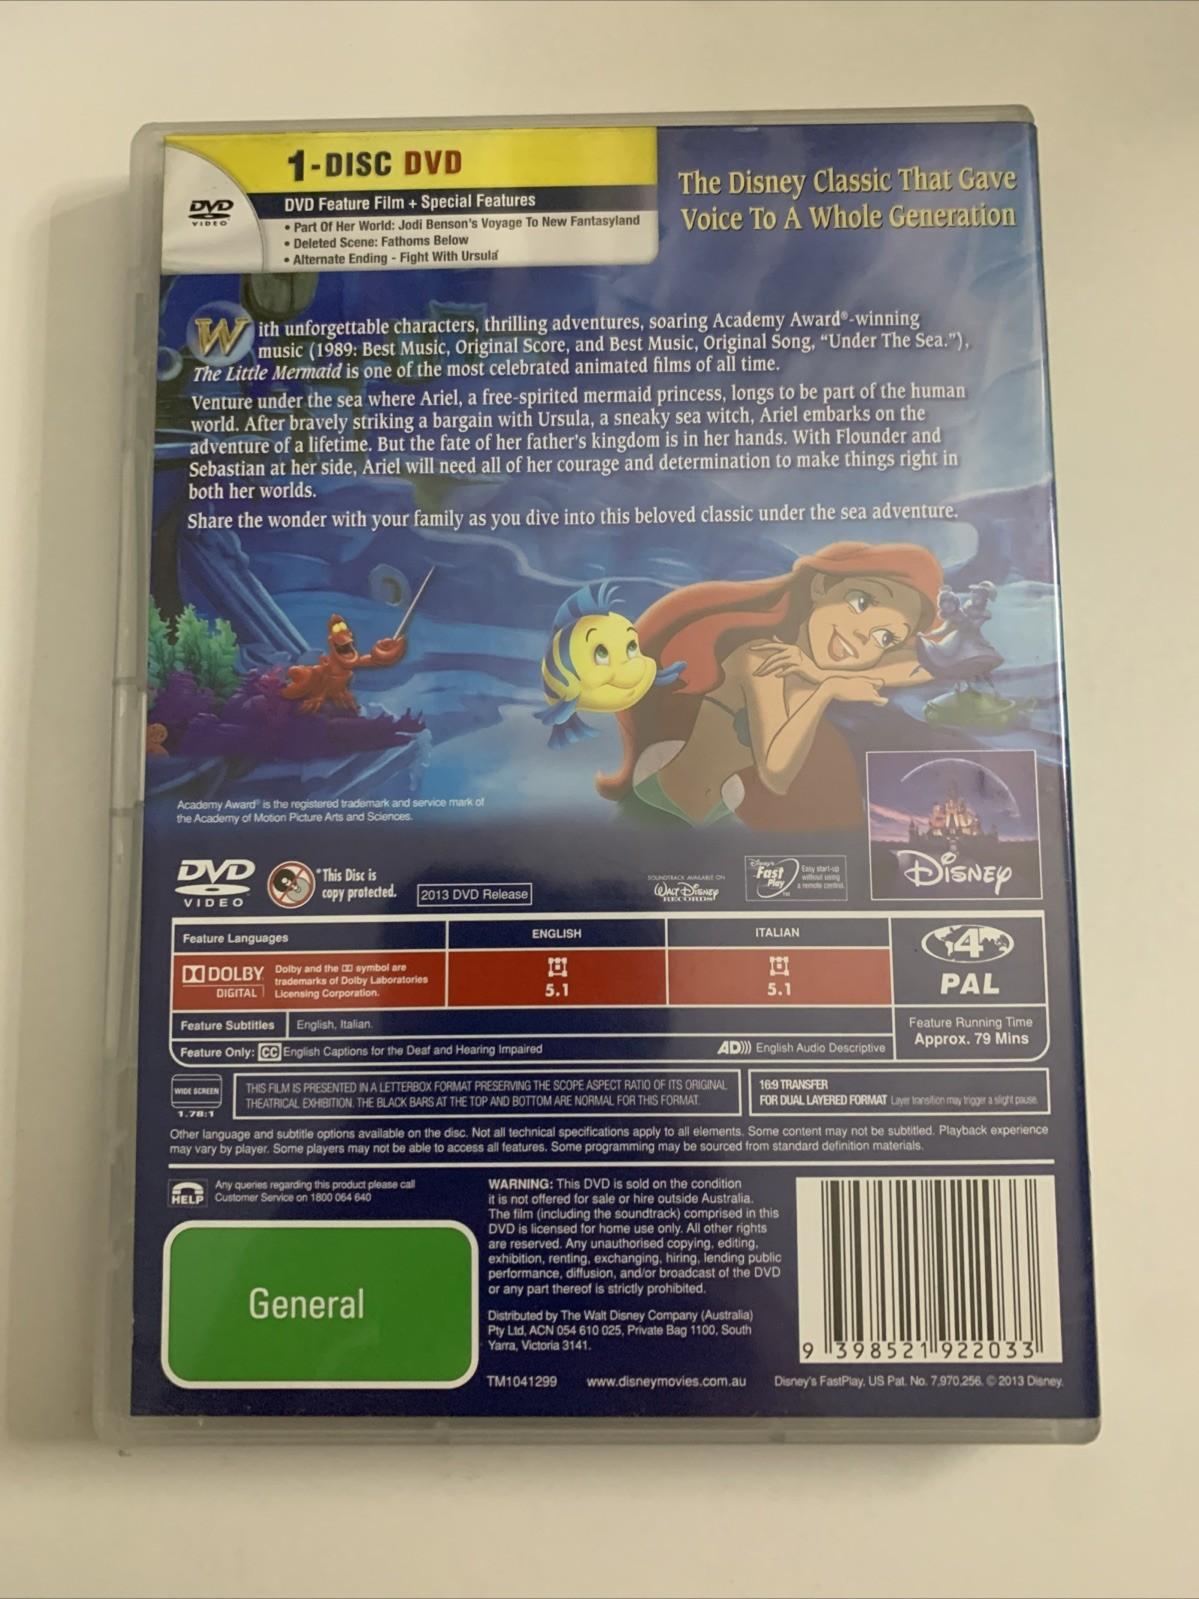 1-DISC DVD
DVD VIDEO
DVD Feature Film + Special Features
• Part Of Her World: Jodi Benson's Voyage To New Fantasyland
• Deleted Scene: Fathoms Below
• Alternate Ending - Fight With Ursula
The Disney Classic That Gave
Voice To A Whole Generation
With unforgettable characters, thrilling adventures, soaring Academy Award®-winning
music (1989: Best Music, Original Score, and Best Music, Original Song, “Under The Sea.”),
The Little Mermaid is one of the most celebrated animated films of all time.
Venture under the sea where Ariel, a free-spirited mermaid princess, longs to be part of the human
world. After bravely striking a bargain with Ursula, a sneaky sea witch, Ariel embarks on the
adventure of a lifetime. But the fate of her father's kingdom is in her hands. With Flounder and
Sebastian at her side, Ariel will need all of her courage and determination to make things right in
both her worlds.
Share the wonder with your family as you dive into this beloved classic under the sea adventure.
Academy Award® is the registered trademark and service mark of
the Academy of Motion Picture Arts and Sciences.
DISNEY
DVD VIDEO
*This Disc is
copy protected.
2013 DVD Release
SOUNDTRACK AVAILABLE ON
WALT DISNEY
RECORDS
Disney's Fast Play™
Easy start-up
without using
a remote control.
Feature Languages
ENGLISH
ITALIAN
4
PAL
DOLBY
DIGITAL
Dolby and the DD symbol are
trademarks of Dolby Laboratories
Licensing Corporation.
5.1
5.1
Feature Subtitles
English, Italian.
Feature Running Time
Approx. 79 Mins
Feature Only: CC English Captions for the Deaf and Hearing Impaired
AD))) English Audio Descriptive
WIDE SCREEN
1.78:1
THIS FILM IS PRESENTED IN A LETTERBOX FORMAT PRESERVING THE SCOPE ASPECT RATIO OF ITS ORIGINAL
THEATRICAL EXHIBITION. THE BLACK BARS AT THE TOP AND BOTTOM ARE NORMAL FOR THIS FORMAT.
16:9 TRANSFER
FOR DUAL LAYERED FORMAT Layer transition may trigger a slight pause.
Other language and subtitle options available on the disc. Not all technical specifications apply to all elements. Some content may not be subtitled. Playback experience
may vary by player. Some players may not be able to access all features. Some programming may be sourced from standard definition materials.
HELP
Any queries regarding this product please call
Customer Service on 1800 064 640
General
WARNING: This DVD is sold on the condition
it is not offered for sale or hire outside Australia.
The film (including the soundtrack) comprised in this
DVD is licensed for home use only. All other rights
are reserved. Any unauthorised copying, editing,
exhibition, renting, exchanging, hiring, lending public
performance, diffusion, and/or broadcast of the DVD
or any part thereof is strictly prohibited.
Distributed by The Walt Disney Company (Australia)
Pty Ltd, ACN 054 610 025, Private Bag 1100, South
Yarra, Victoria 3141.
9 398521 922033
TM1041299
www.disneymovies.com.au
Disney's FastPlay, US Pat. No. 7,970,256. © 2013 Disney.